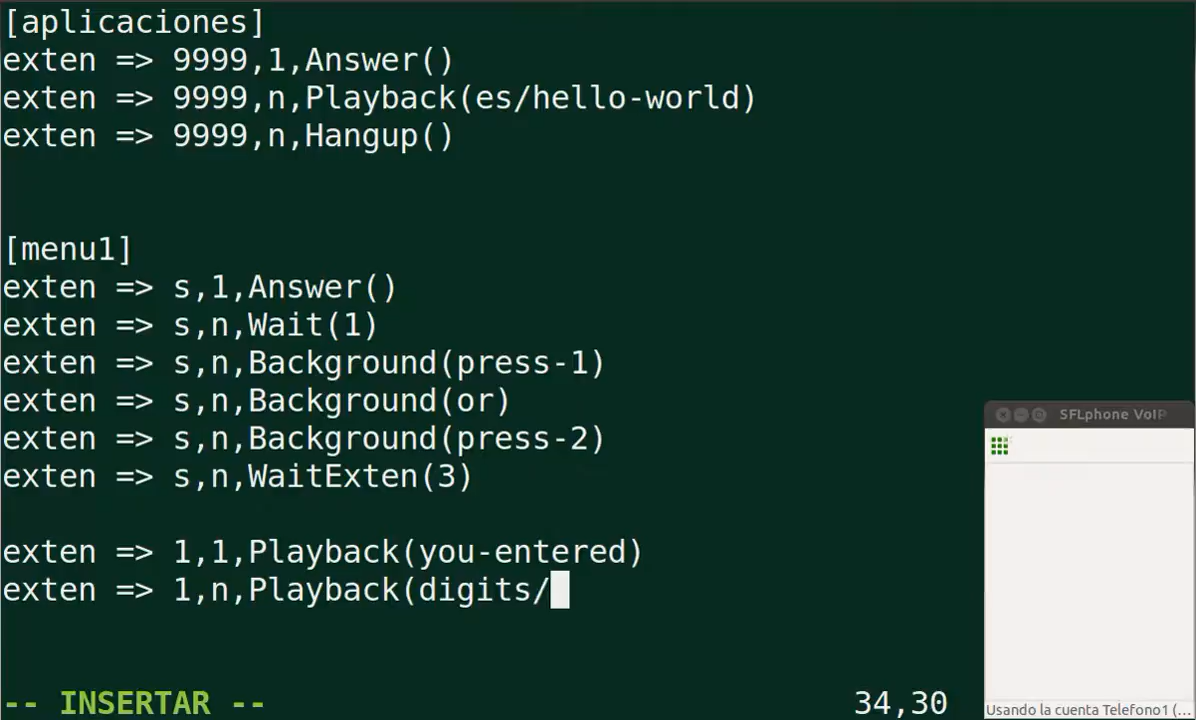 [aplicaciones]
exten => 9999,1,Answer()
exten => 9999,n,Playback(es/hello-world)
exten => 9999,n,Hangup()
[menu1]
exten => s,1,Answer()
exten => s,n,Wait(1)
exten => s,n,Background(press-1)
exten => s,n,Background(or)
exten => s,n,Background(press-2)
exten => s,n,WaitExten(3)
exten => 1,1,Playback(you-entered)
exten => 1,n,Playback(digits/
-- INSERTAR --
34,30
SFLphone VoIP
Usando la cuenta Telefono1 (...